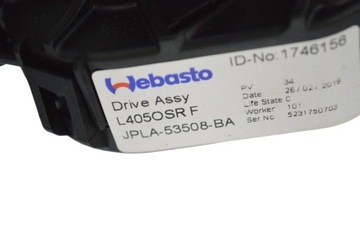 Webasto
ID-No:1746156
Drive Assy
L405OSR F
JPLA-53508-BA
PV 34
Date 26/02/2019
Life State 0
Worker 101
Ser No 5231750703